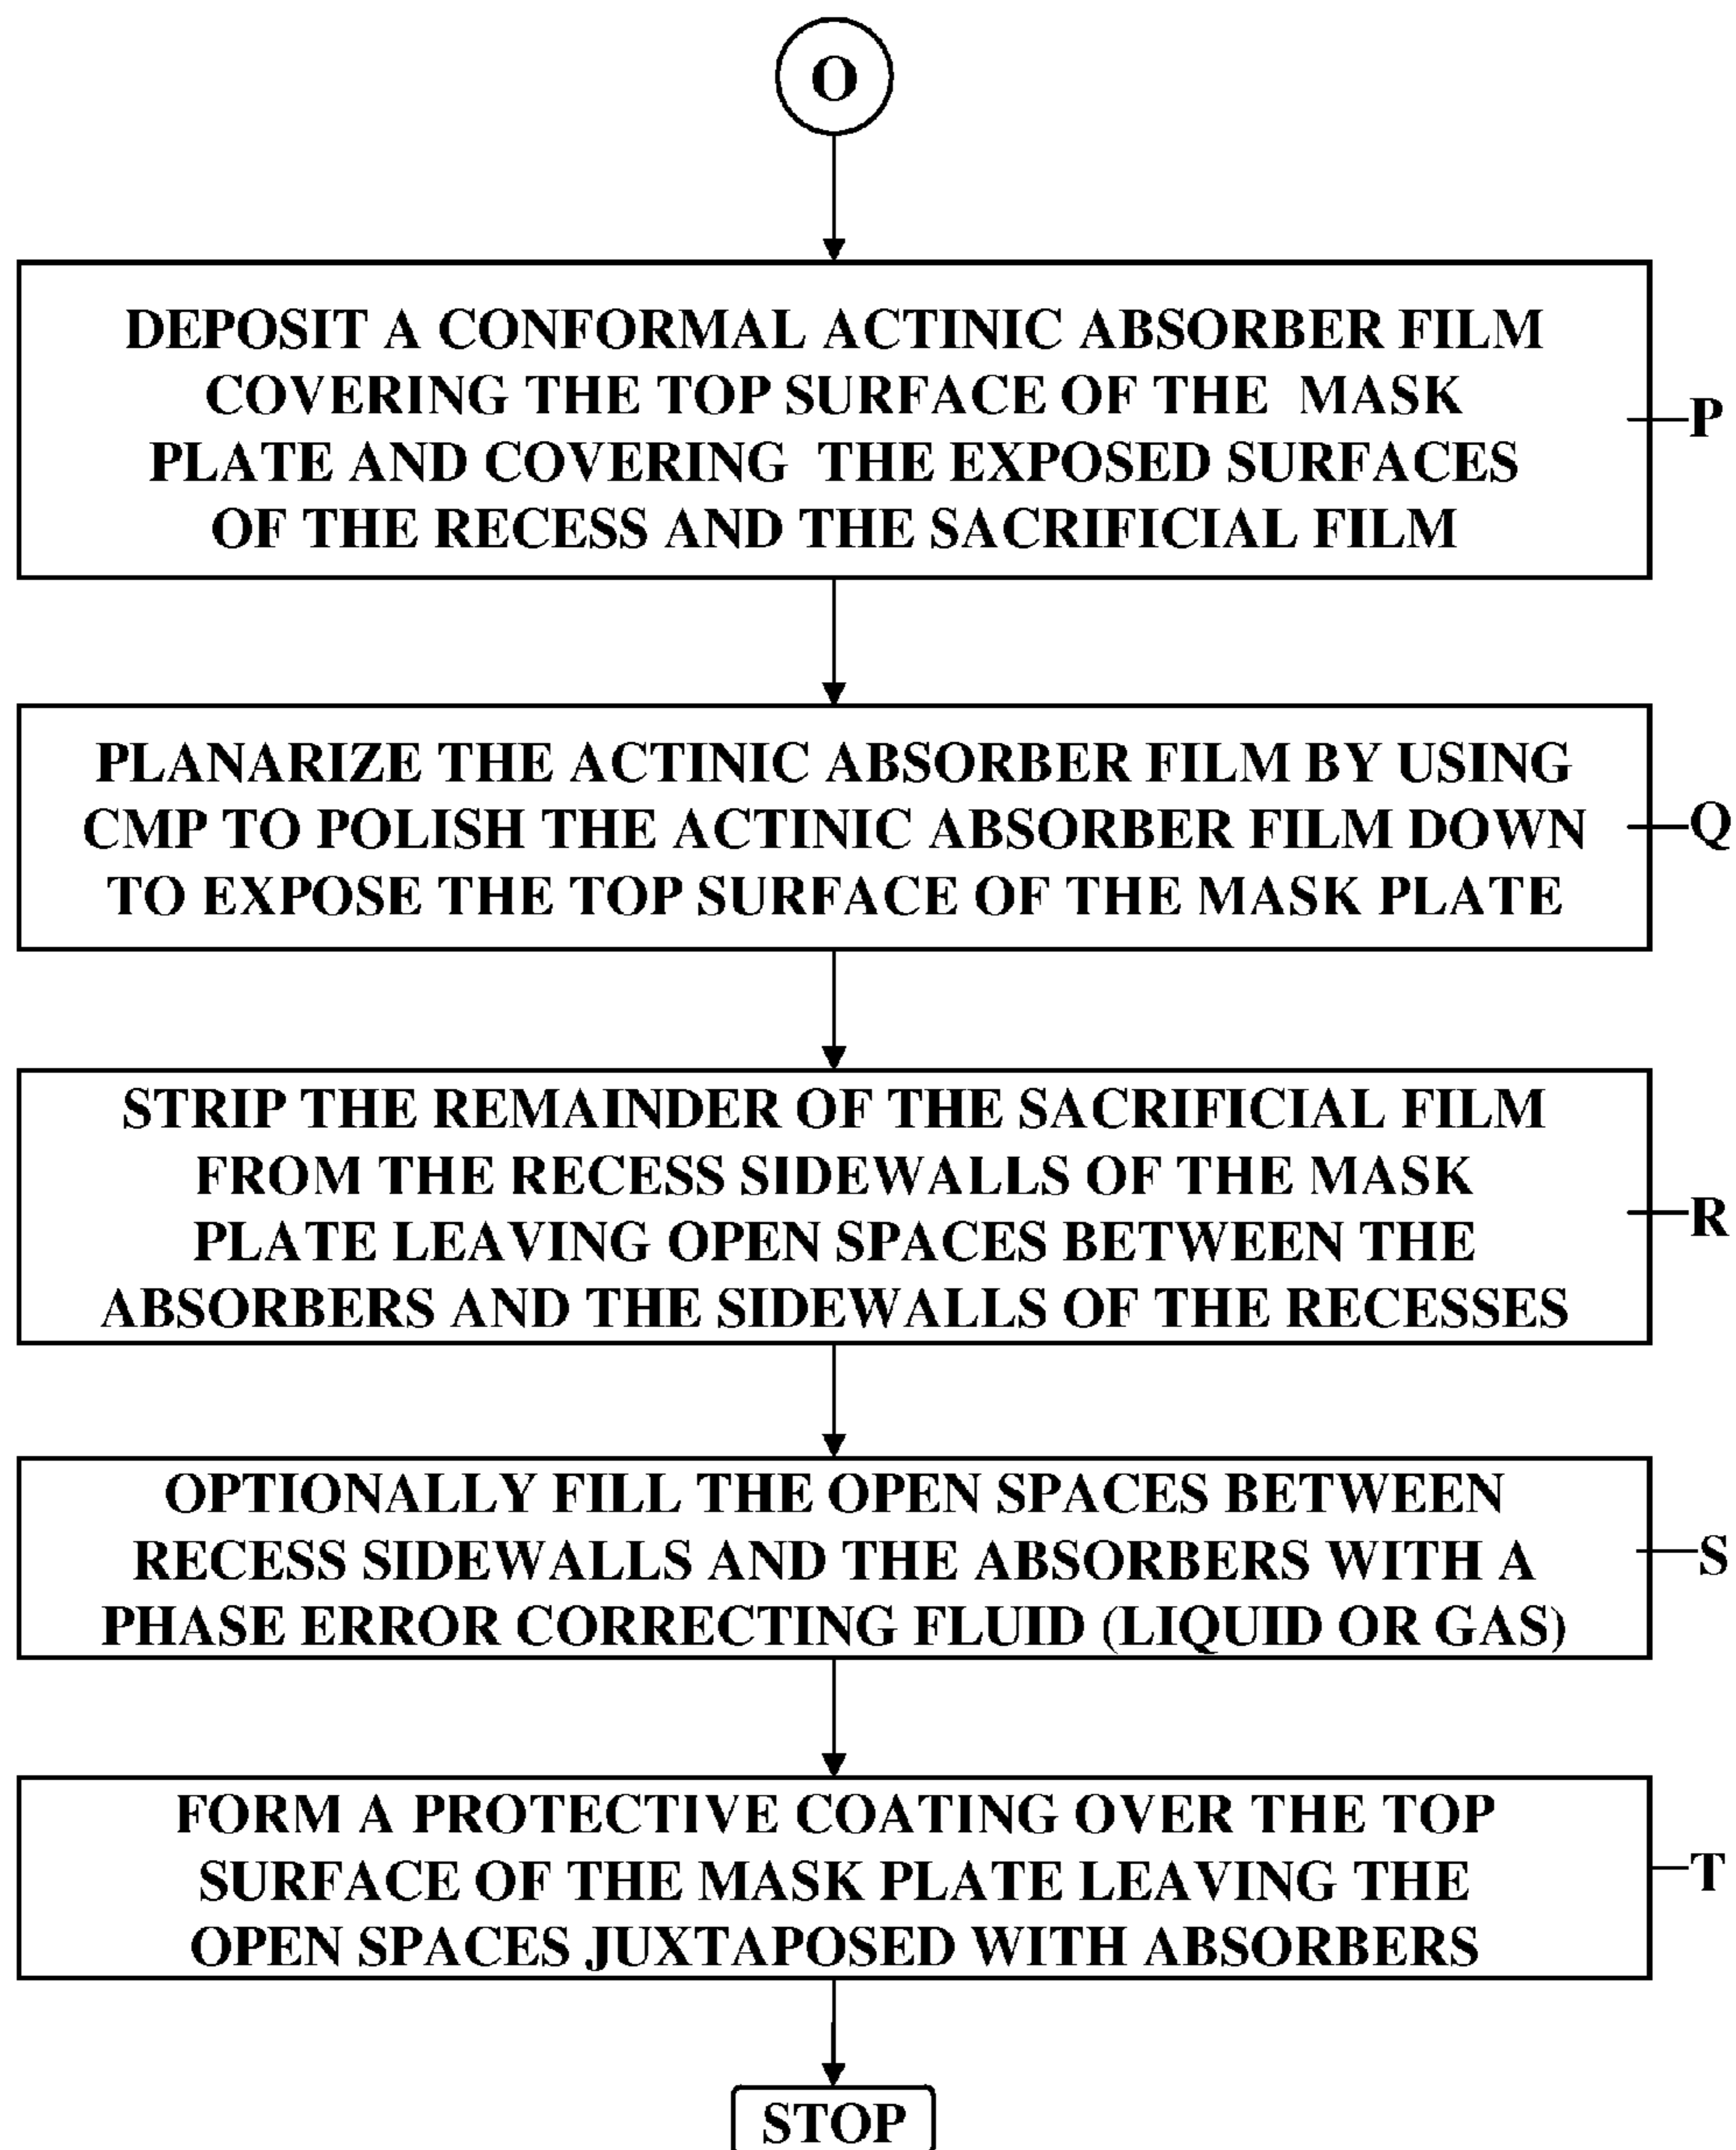 O
DEPOSIT A CONFORMAL ACTINIC ABSORBER FILM
COVERING THE TOP SURFACE OF THE MASK
PLATE AND COVERING THE EXPOSED SURFACES
OF THE RECESS AND THE SACRIFICIAL FILM
P
PLANARIZE THE ACTINIC ABSORBER FILM BY USING
CMP TO POLISH THE ACTINIC ABSORBER FILM DOWN
TO EXPOSE THE TOP SURFACE OF THE MASK PLATE
Q
STRIP THE REMAINDER OF THE SACRIFICIAL FILM
FROM THE RECESS SIDEWALLS OF THE MASK
PLATE LEAVING OPEN SPACES BETWEEN THE
ABSORBERS AND THE SIDEWALLS OF THE RECESSES
R
OPTIONALLY FILL THE OPEN SPACES BETWEEN
RECESS SIDEWALLS AND THE ABSORBERS WITH A
PHASE ERROR CORRECTING FLUID (LIQUID OR GAS)
S
FORM A PROTECTIVE COATING OVER THE TOP
SURFACE OF THE MASK PLATE LEAVING THE
OPEN SPACES JUXTAPOSED WITH ABSORBERS
T
STOP